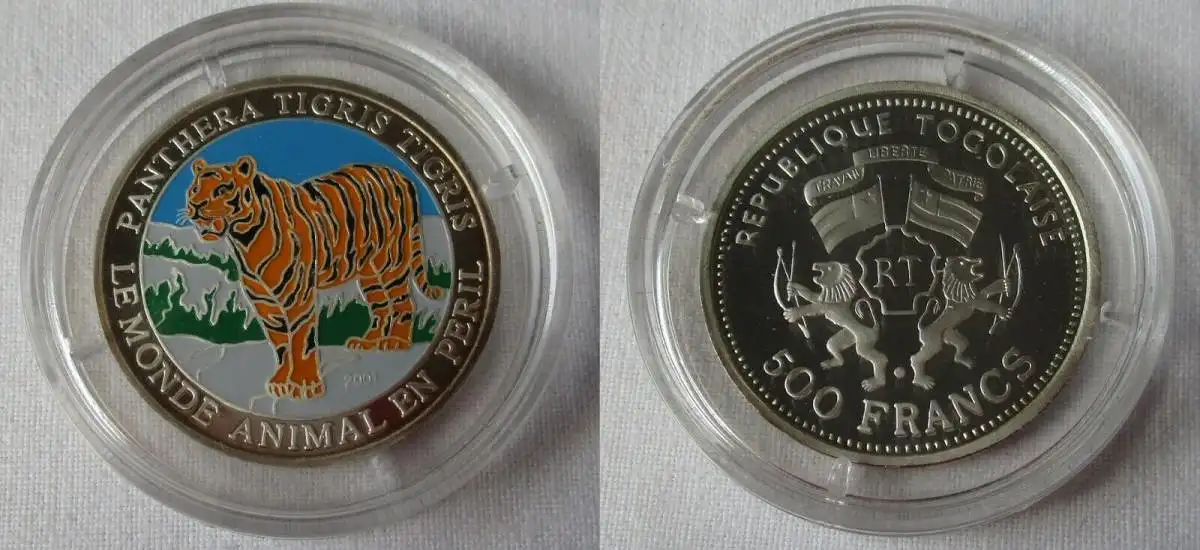 PANTHERA TIGRIS TIGRIS
LE MONDE ANIMAL EN PERIL
2001
REPUBLIQUE TOGOLAISE
LIBERTE
TRAVAIL
PATRIE
RT
500 FRANCS